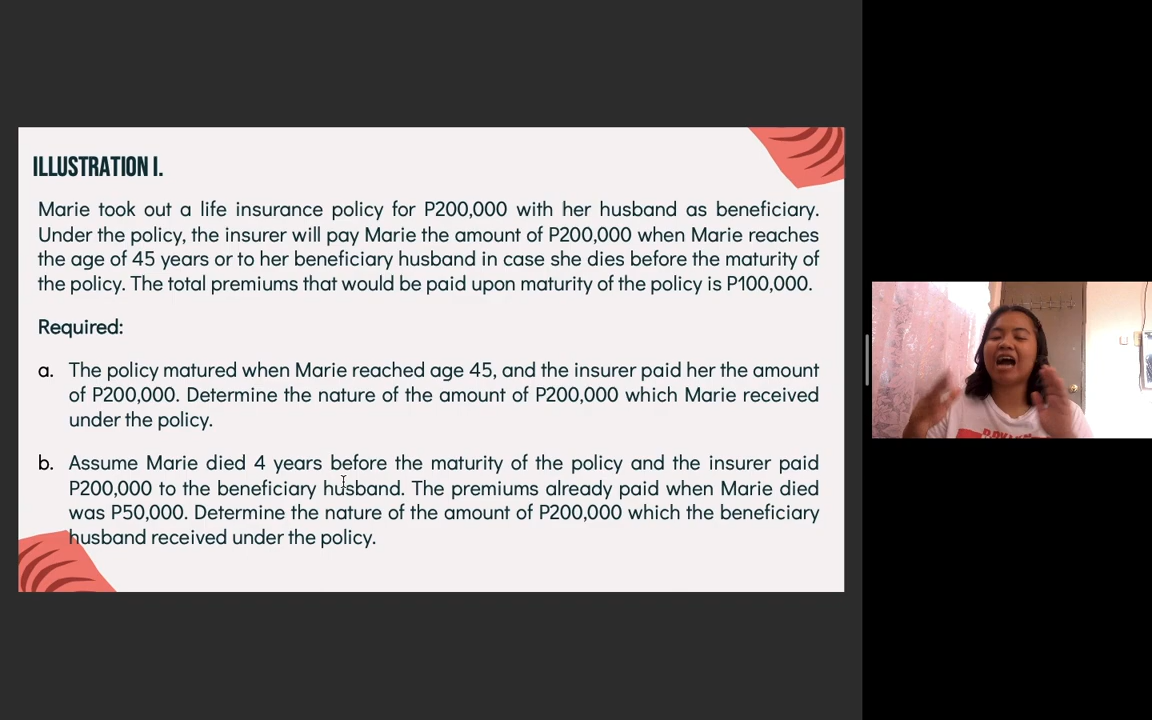 ILLUSTRATION I.
Marie took out a life insurance policy for P200,000 with her husband as beneficiary.
Under the policy, the insurer will pay Marie the amount of P200,000 when Marie reaches
the age of 45 years or to her beneficiary husband in case she dies before the maturity of
the policy. The total premiums that would be paid upon maturity of the policy is P100,000.
Required:
a. The policy matured when Marie reached age 45, and the insurer paid her the amount
of P200,000. Determine the nature of the amount of P200,000 which Marie received
under the policy.
b. Assume Marie died 4 years before the maturity of the policy and the insurer paid
P200,000 to the beneficiary husband. The premiums already paid when Marie died
was P50,000. Determine the nature of the amount of P200,000 which the beneficiary
husband received under the policy.